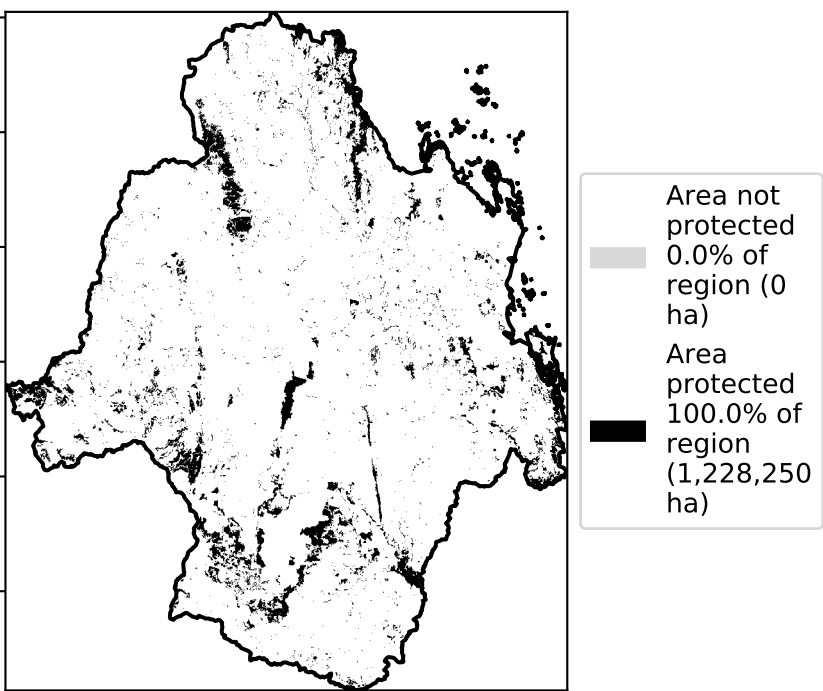 Area not
protected
0.0% of
region (0
ha)
Area
protected
100.0% of
region
(1,228,250
ha)